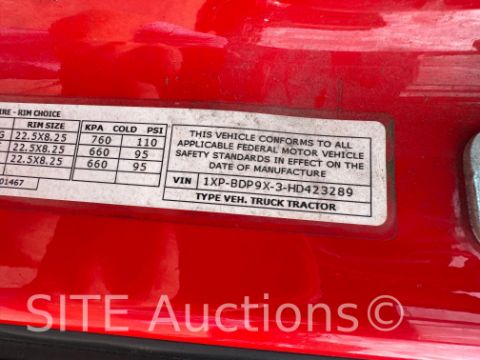 IRE - RIM CHOICE
RIM SIZE KPA COLD PSI
G 22.5X8.25 760 110
22.5X8.25 660 95
22.5X8.25 660 95
01467
THIS VEHICLE CONFORMS TO ALL
APPLICABLE FEDERAL MOTOR VEHICLE
SAFETY STANDARDS IN EFFECT ON THE
DATE OF MANUFACTURE
VIN 1XP-BDP9X-3-HD423289
TYPE VEH. TRUCK TRACTOR
SITE Auctions©